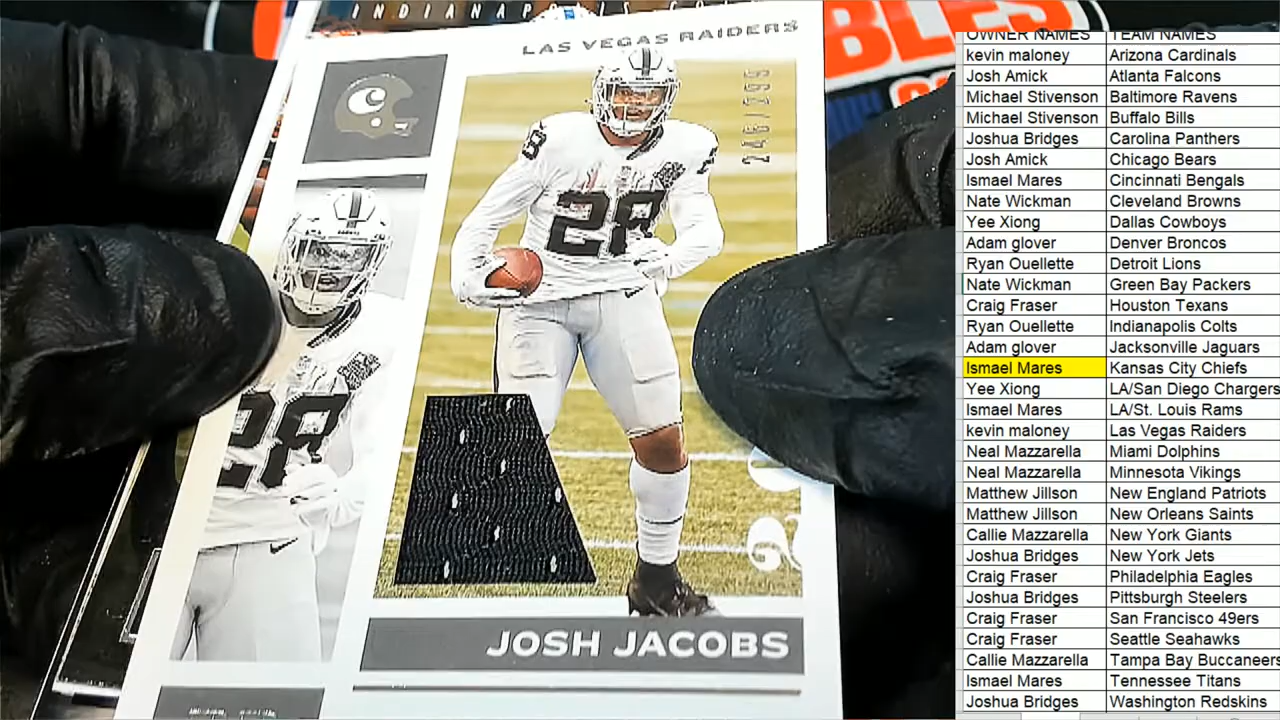 INDIANAPOLIS
BLES
LAS VEGAS RAIDERS
28
28
JOSH JACOBS
OWNER NAMES TEAM NAMES
kevin maloney Arizona Cardinals
Josh Amick Atlanta Falcons
Michael Stivenson Baltimore Ravens
Michael Stivenson Buffalo Bills
Joshua Bridges Carolina Panthers
Josh Amick Chicago Bears
Ismael Mares Cincinnati Bengals
Nate Wickman Cleveland Browns
Yee Xiong Dallas Cowboys
Adam glover Denver Broncos
Ryan Ouellette Detroit Lions
Nate Wickman Green Bay Packers
Craig Fraser Houston Texans
Ryan Ouellette Indianapolis Colts
Adam glover Jacksonville Jaguars
Ismael Mares Kansas City Chiefs
Yee Xiong LA/San Diego Chargers
Ismael Mares LA/St. Louis Rams
kevin maloney Las Vegas Raiders
Neal Mazzarella Miami Dolphins
Neal Mazzarella Minnesota Vikings
Matthew Jillson New England Patriots
Matthew Jillson New Orleans Saints
Callie Mazzarella New York Giants
Joshua Bridges New York Jets
Craig Fraser Philadelphia Eagles
Joshua Bridges Pittsburgh Steelers
Craig Fraser San Francisco 49ers
Craig Fraser Seattle Seahawks
Callie Mazzarella Tampa Bay Buccaneers
Ismael Mares Tennessee Titans
Joshua Bridges Washington Redskins